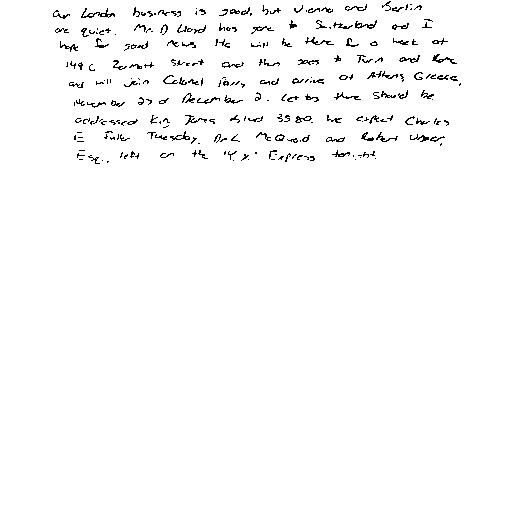 Our London business is good, but Vienna and Berlin
are quiet. Mr. D Lloyd has gone to Switzerland and I
hope for good news. He will be there for a week at
1496 Zermott Street and then goes to Turin and Rome
and will join Colonel Parry and arrive at Athens, Greece,
November 27 or December 2. Letters there should be
addressed King James Blvd 3580. We expect Charles
E Fuller Tuesday. Dr. L McQuaid and Robert Unger,
Esq., left on the "Y.X." Express tonight.